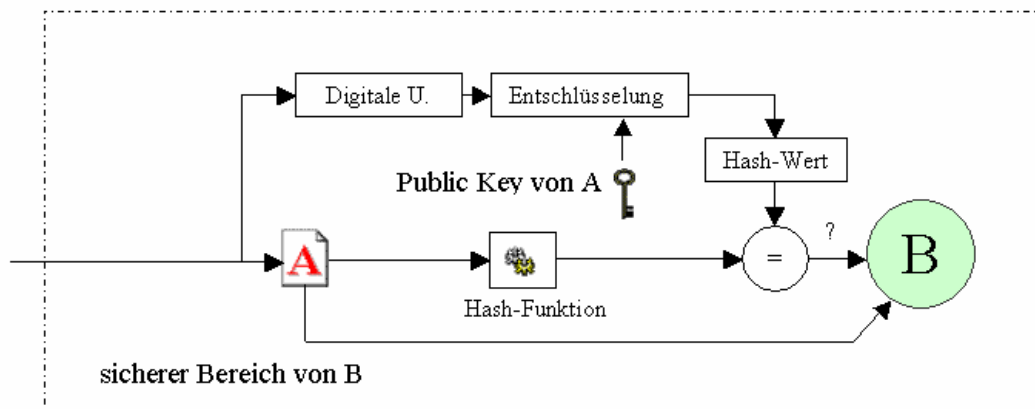 Digitale U.
Entschlüsselung
Hash-Wert
Public Key von A
?
A
=
B
Hash-Funktion
sicherer Bereich von B